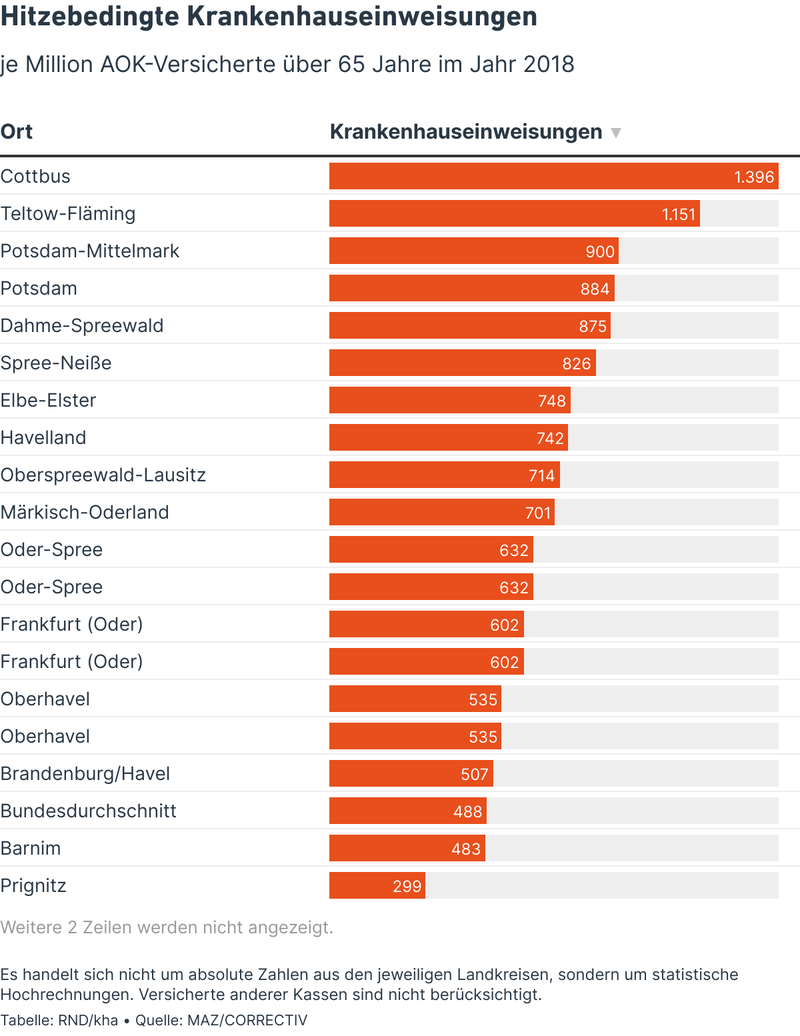 Hitzebedingte Krankenhauseinweisungen
je Million AOK-Versicherte über 65 Jahre im Jahr 2018
Ort Krankenhauseinweisungen ▼
Cottbus 1.396
Teltow-Fläming 1.151
Potsdam-Mittelmark 900
Potsdam 884
Dahme-Spreewald 875
Spree-Neiße 826
Elbe-Elster 748
Havelland 742
Oberspreewald-Lausitz 714
Märkisch-Oderland 701
Oder-Spree 632
Oder-Spree 632
Frankfurt (Oder) 602
Frankfurt (Oder) 602
Oberhavel 535
Oberhavel 535
Brandenburg/Havel 507
Bundesdurchschnitt 488
Barnim 483
Prignitz 299
Weitere 2 Zeilen werden nicht angezeigt.
Es handelt sich nicht um absolute Zahlen aus den jeweiligen Landkreisen, sondern um statistische
Hochrechnungen. Versicherte anderer Kassen sind nicht berücksichtigt.
Tabelle: RND/kha • Quelle: MAZ/CORRECTIV